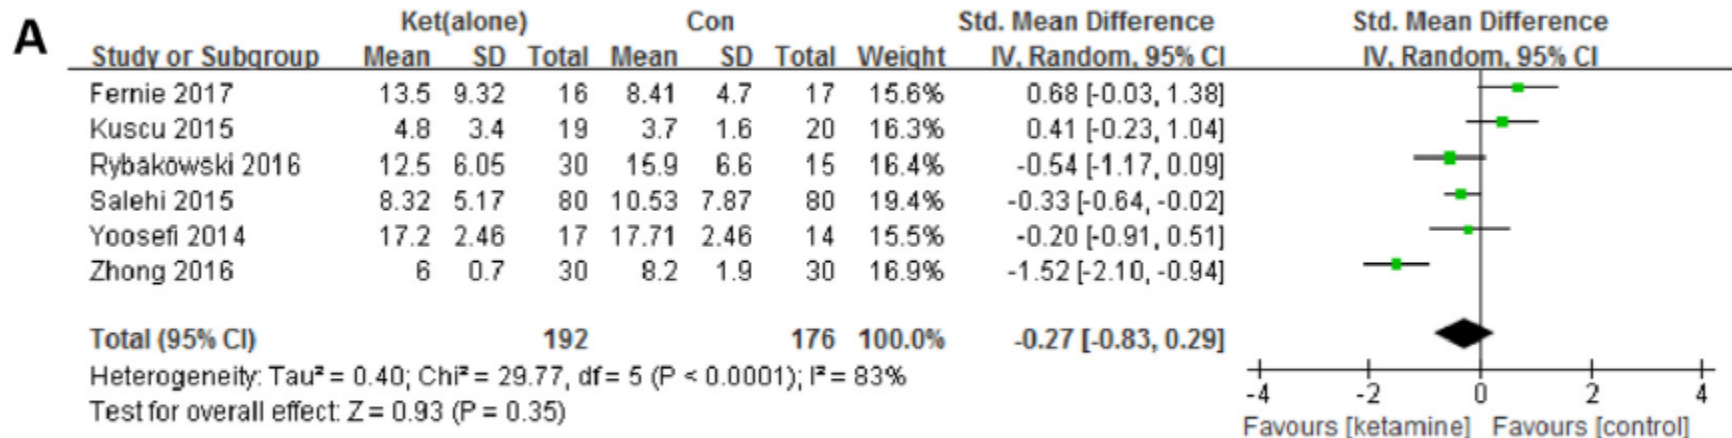 A
Ket(alone) Con Std. Mean Difference Std. Mean Difference
Study or Subgroup Mean SD Total Mean SD Total Weight IV, Random, 95% CI IV, Random, 95% CI
Fernie 2017 13.5 9.32 16 8.41 4.7 17 15.6% 0.68 [-0.03, 1.38]
Kuscu 2015 4.8 3.4 19 3.7 1.6 20 16.3% 0.41 [-0.23, 1.04]
Rybakowski 2016 12.5 6.05 30 15.9 6.6 15 16.4% -0.54 [-1.17, 0.09]
Salehi 2015 8.32 5.17 80 10.53 7.87 80 19.4% -0.33 [-0.64, -0.02]
Yoosefi 2014 17.2 2.46 17 17.71 2.46 14 15.5% -0.20 [-0.91, 0.51]
Zhong 2016 6 0.7 30 8.2 1.9 30 16.9% -1.52 [-2.10, -0.94]
Total (95% CI) 192 176 100.0% -0.27 [-0.83, 0.29]
Heterogeneity: Tau² = 0.40; Chi² = 29.77, df = 5 (P < 0.0001); I² = 83%
Test for overall effect: Z = 0.93 (P = 0.35)
-4 -2 0 2 4
Favours [ketamine] Favours [control]